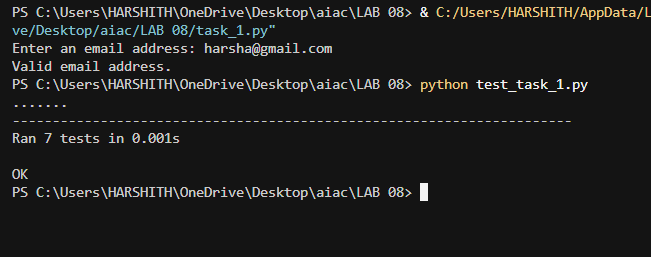 PS C:\Users\HARSHITH\OneDrive\Desktop\aiac\LAB 08> & C:/Users/HARSHITH/AppData/L
ve/Desktop/aiac/LAB 08/task_1.py"
Enter an email address: harsha@gmail.com
Valid email address.
PS C:\Users\HARSHITH\OneDrive\Desktop\aiac\LAB 08> python test_task_1.py
.......
----------------------------------------------------------------------
Ran 7 tests in 0.001s

OK
PS C:\Users\HARSHITH\OneDrive\Desktop\aiac\LAB 08>